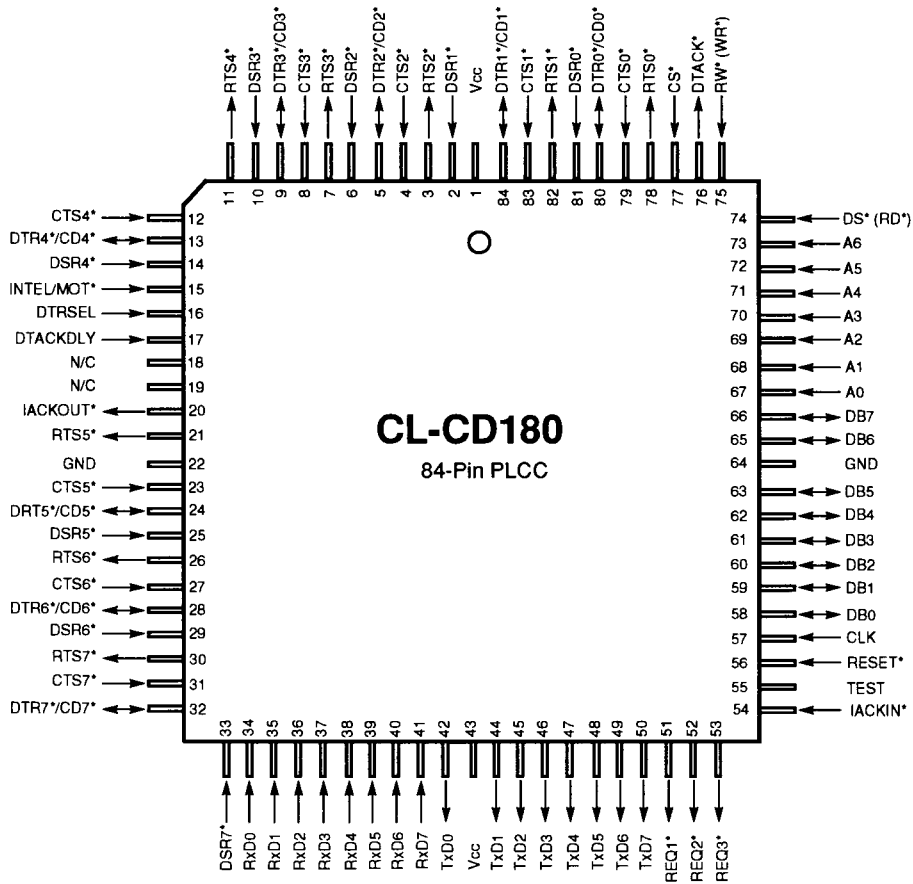 RTS4*
DSR3*
DTR3*/CD3*
CTS3*
RTS3*
DSR2*
DTR2*/CD2*
CTS2*
RTS2*
DSR1*
Vcc
DTR1*/CD1*
CTS1*
RTS1*
DSR0*
DTR0*/CD0*
CTS0*
RTS0*
CS*
DTACK*
RW* (WR*)
11
10
9
8
7
6
5
4
3
2
1
84
83
82
81
80
79
78
77
76
75
CTS4* 12
DTR4*/CD4* 13
DSR4* 14
INTEL/MOT* 15
DTRSEL 16
DTACKDLY 17
N/C 18
N/C 19
IACKOUT* 20
RTS5* 21
GND 22
CTS5* 23
DRT5*/CD5* 24
DSR5* 25
RTS6* 26
CTS6* 27
DTR6*/CD6* 28
DSR6* 29
RTS7* 30
CTS7* 31
DTR7*/CD7* 32
CL-CD180
84-Pin PLCC
74 DS* (RD*)
73 A6
72 A5
71 A4
70 A3
69 A2
68 A1
67 A0
66 DB7
65 DB6
64 GND
63 DB5
62 DB4
61 DB3
60 DB2
59 DB1
58 DB0
57 CLK
56 RESET*
55 TEST
54 IACKIN*
33
34
35
36
37
38
39
40
41
42
43
44
45
46
47
48
49
50
51
52
53
DSR7*
RxD0
RxD1
RxD2
RxD3
RxD4
RxD5
RxD6
RxD7
TxD0
Vcc
TxD1
TxD2
TxD3
TxD4
TxD5
TxD6
TxD7
REQ1*
REQ2*
REQ3*